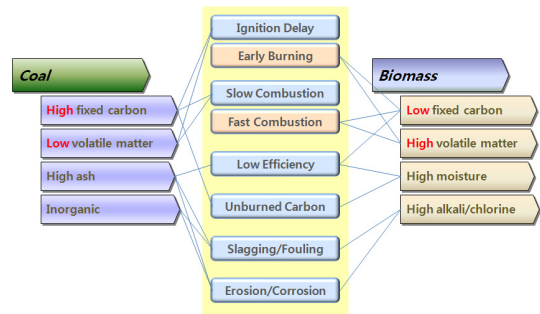 Coal
High fixed carbon
Low volatile matter
High ash
Inorganic
Ignition Delay
Early Burning
Slow Combustion
Fast Combustion
Low Efficiency
Unburned Carbon
Slagging/Fouling
Erosion/Corrosion
Biomass
Low fixed carbon
High volatile matter
High moisture
High alkali/chlorine